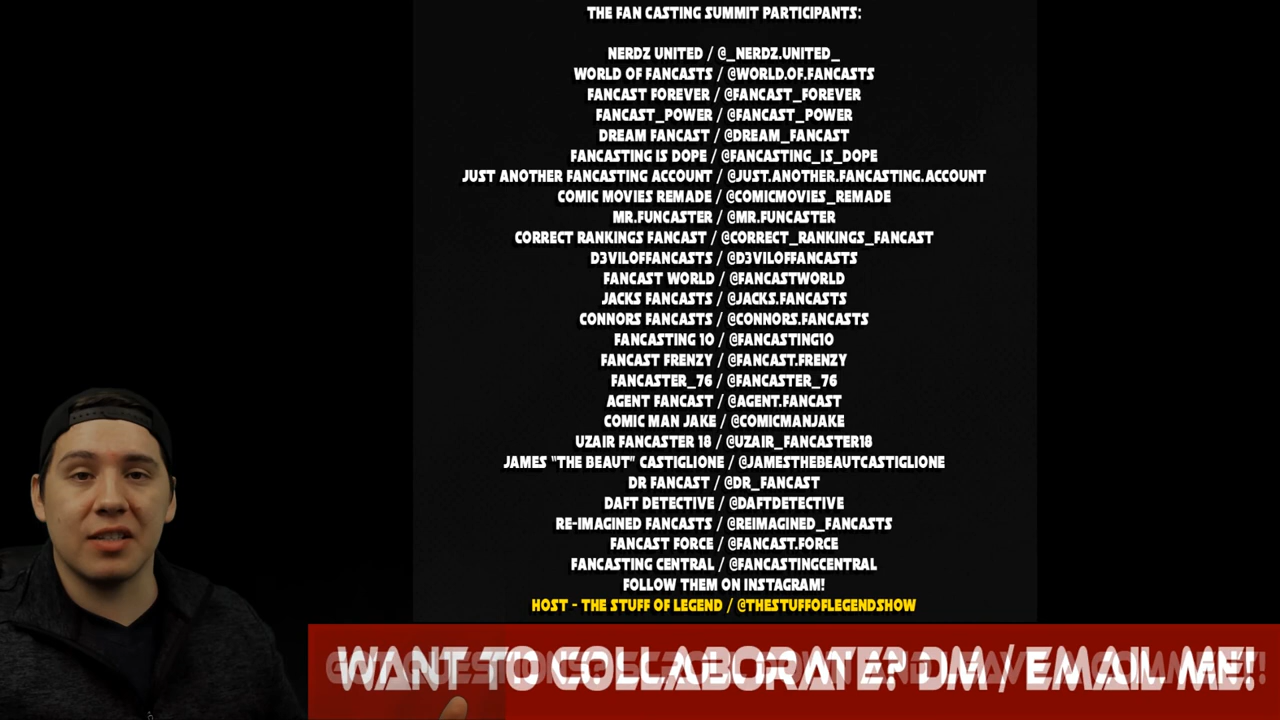 THE FAN CASTING SUMMIT PARTICIPANTS:
NERDZ UNITED / @_NERDZ.UNITED_
WORLD OF FANCASTS / @WORLD.OF.FANCASTS
FANCAST FOREVER / @FANCAST_FOREVER
FANCAST_POWER / @FANCAST_POWER
DREAM FANCAST / @DREAM_FANCAST
FANCASTING IS DOPE / @FANCASTING_IS_DOPE
JUST ANOTHER FANCASTING ACCOUNT / @JUST.ANOTHER.FANCASTING.ACCOUNT
COMIC MOVIES REMADE / @COMICMOVIES_REMADE
MR.FUNCASTER / @MR.FUNCASTER
CORRECT RANKINGS FANCAST / @CORRECT_RANKINGS_FANCAST
D3VILOFFANCASTS / @D3VILOFFANCASTS
FANCAST WORLD / @FANCASTWORLD
JACKS FANCASTS / @JACKS.FANCASTS
CONNORS FANCASTS / @CONNORS.FANCASTS
FANCASTING 10 / @FANCASTING10
FANCAST FRENZY / @FANCAST.FRENZY
FANCASTER_76 / @FANCASTER_76
AGENT FANCAST / @AGENT.FANCAST
COMIC MAN JAKE / @COMICMANJAKE
UZAIR FANCASTER 18 / @UZAIR_FANCASTER18
JAMES "THE BEAUT" CASTIGLIONE / @JAMESTHEBEAUTCASTIGLIONE
DR FANCAST / @DR_FANCAST
DAFT DETECTIVE / @DAFTDETECTIVE
RE-IMAGINED FANCASTS / @REIMAGINED_FANCASTS
FANCAST FORCE / @FANCAST.FORCE
FANCASTING CENTRAL / @FANCASTINGCENTRAL
FOLLOW THEM ON INSTAGRAM!
HOST - THE STUFF OF LEGEND / @THESTUFFOFLEGENDSHOW
WANT TO COLLABORATE? DM / EMAIL ME!